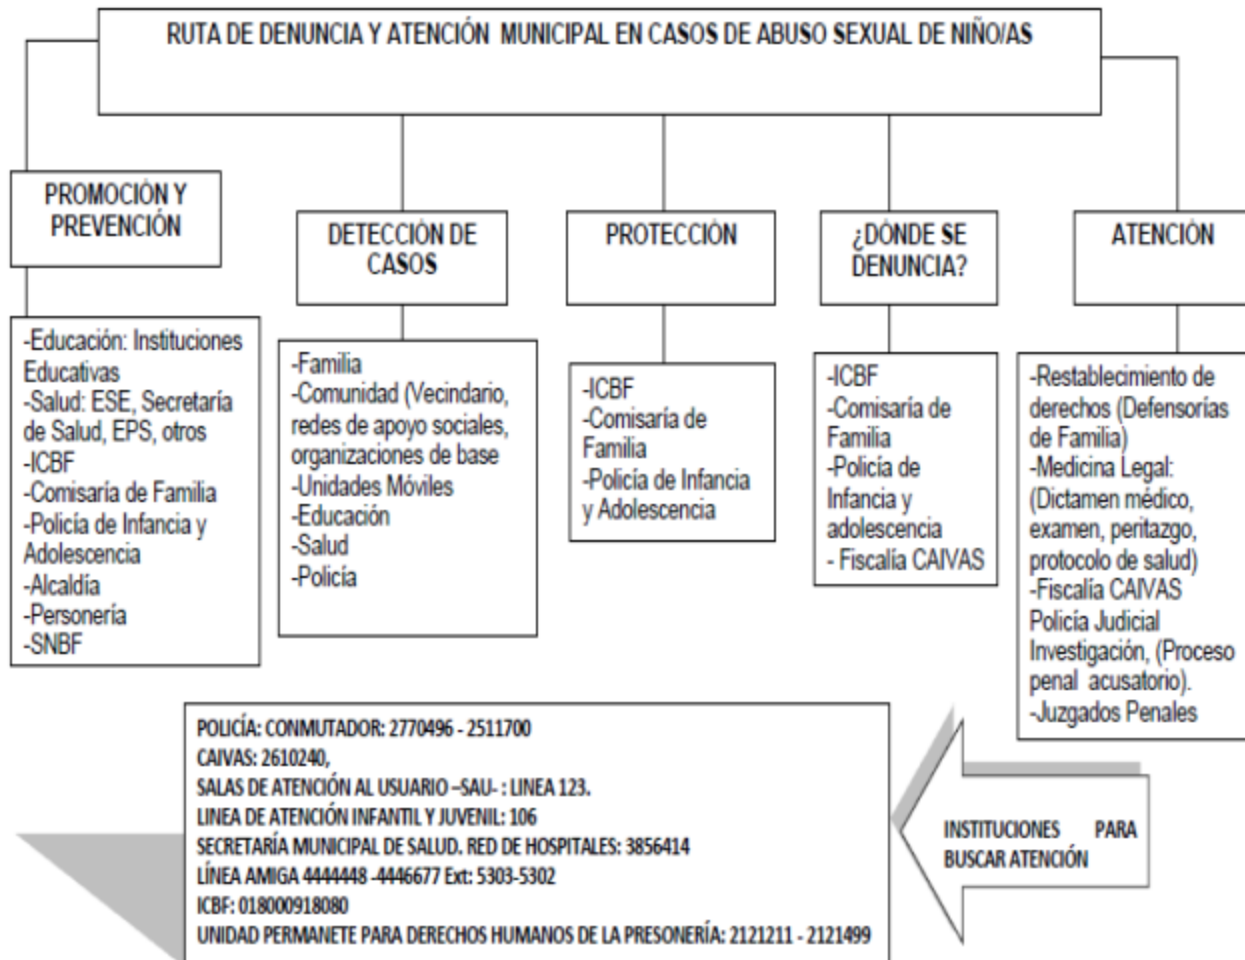 RUTA DE DENUNCIA Y ATENCIÓN MUNICIPAL EN CASOS DE ABUSO SEXUAL DE NIÑO/AS
PROMOCIÓN Y
PREVENCIÓN
-Educación: Instituciones
Educativas
-Salud: ESE, Secretaría
de Salud, EPS, otros
-ICBF
-Comisaría de Familia
-Policía de Infancia y
Adolescencia
-Alcaldía
-Personería
-SNBF
DETECCIÓN DE
CASOS
-Familia
-Comunidad (Vecindario,
redes de apoyo sociales,
organizaciones de base
-Unidades Móviles
-Educación
-Salud
-Policía
PROTECCIÓN
-ICBF
-Comisaría de
Familia
-Policía de Infancia
y Adolescencia
¿DÓNDE SE
DENUNCIA?
-ICBF
-Comisaría de
Familia
-Policía de
Infancia y
adolescencia
- Fiscalía CAIVAS
ATENCIÓN
-Restablecimiento de
derechos (Defensorías
de Familia)
-Medicina Legal:
(Dictamen médico,
examen, peritazgo,
protocolo de salud)
-Fiscalía CAIVAS
Policía Judicial
Investigación, (Proceso
penal acusatorio).
-Juzgados Penales
POLICÍA: CONMUTADOR: 2770496 - 2511700
CAIVAS: 2610240,
SALAS DE ATENCIÓN AL USUARIO –SAU- : LINEA 123.
LINEA DE ATENCIÓN INFANTIL Y JUVENIL: 106
SECRETARÍA MUNICIPAL DE SALUD. RED DE HOSPITALES: 3856414
LÍNEA AMIGA 4444448 -4446677 Ext: 5303-5302
ICBF: 018000918080
UNIDAD PERMANETE PARA DERECHOS HUMANOS DE LA PRESONERÍA: 2121211 - 2121499
INSTITUCIONES PARA
BUSCAR ATENCIÓN